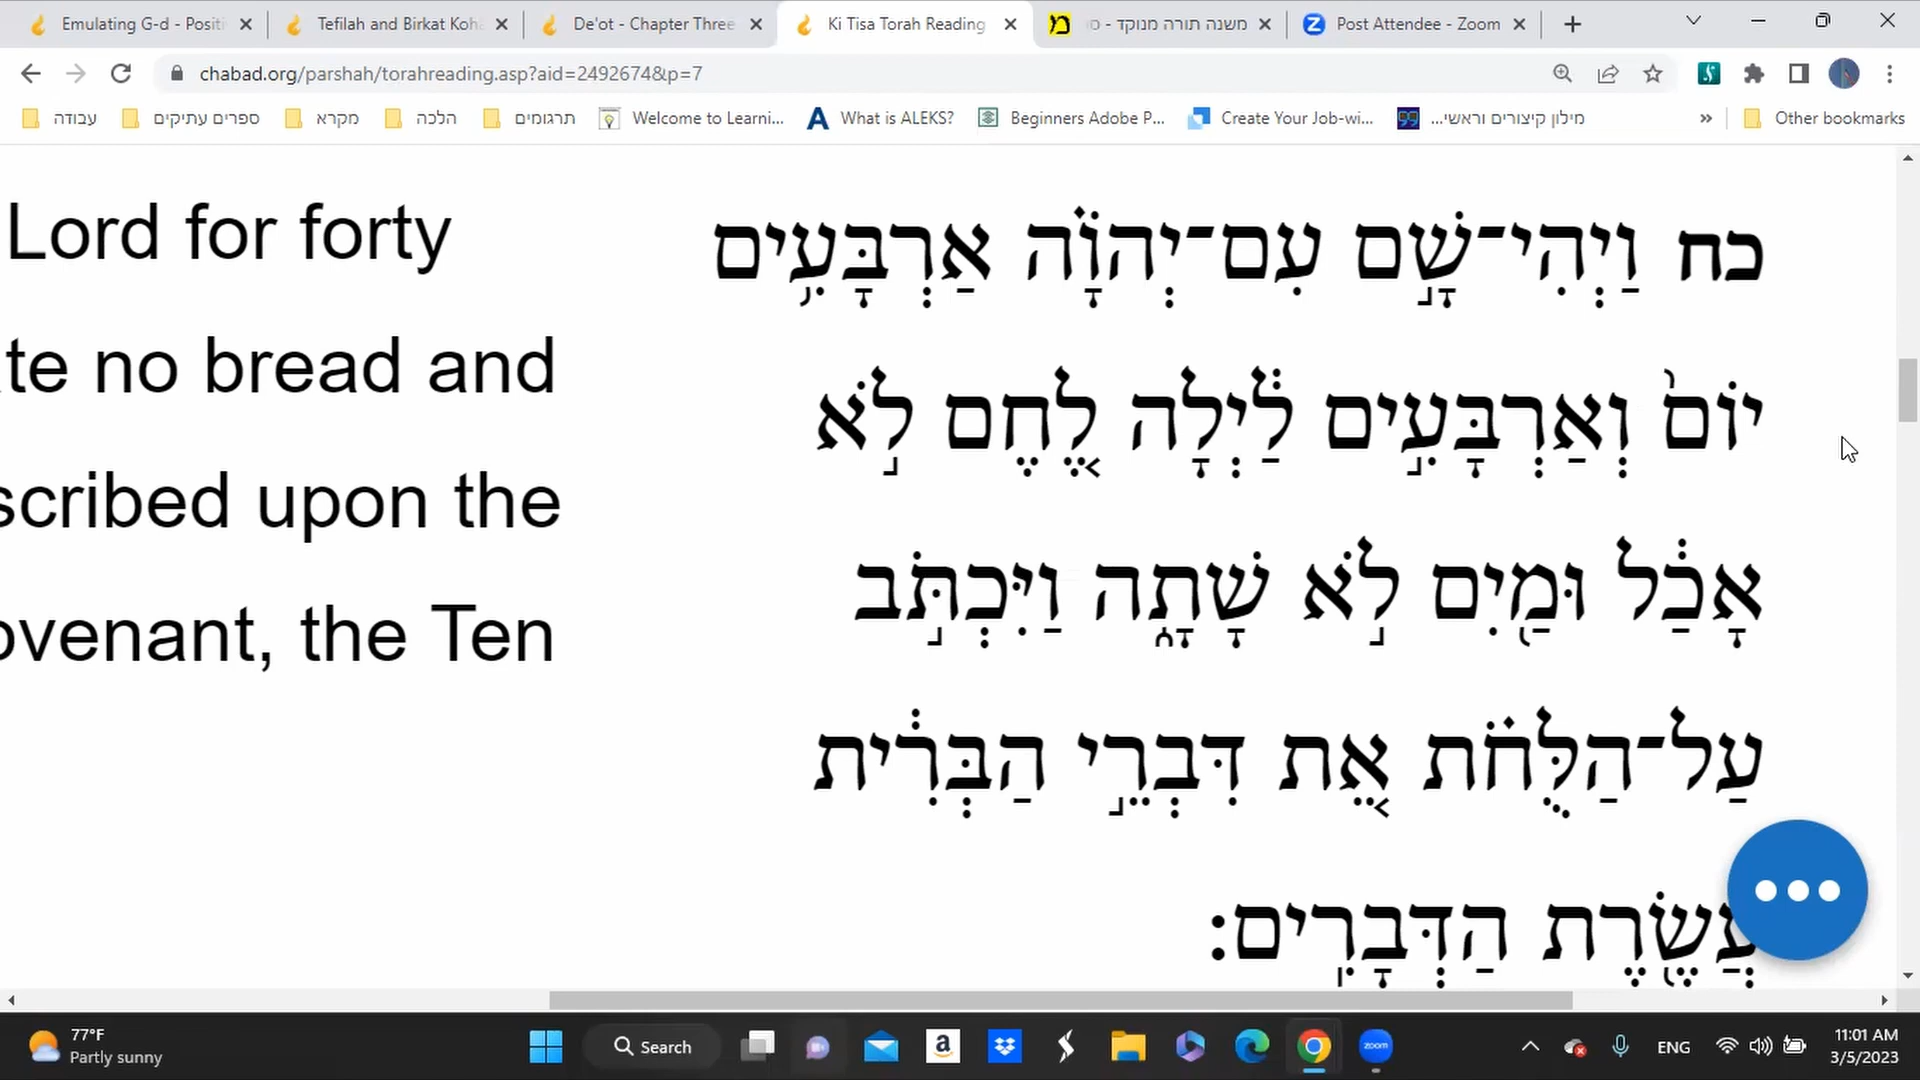 Emulating G-d - Positi
Tefilah and Birkat Koha
De'ot - Chapter Three
Ki Tisa Torah Reading
משנה תורה מנוקד - ס
Post Attendee - Zoom
chabad.org/parshah/torahreading.asp?aid=2492674&p=7
עבודה
ספרים עתיקים
מקרא
הלכה
תרגומים
Welcome to Learni...
What is ALEKS?
Beginners Adobe P...
Create Your Job-wi...
מילון קיצורים וראשי...
Other bookmarks
Lord for forty
te no bread and
scribed upon the
ovenant, the Ten
כח וַיְהִי־שָׁ֣ם עִם־יְהוָֹ֗ה אַרְבָּעִ֥ים
יוֹם֙ וְאַרְבָּעִ֣ים לַ֔יְלָה לֶ֚חֶם לֹ֣א
אָכַ֔ל וּמַ֖יִם לֹ֣א שָׁתָ֑ה וַיִּכְתֹּ֣ב
עַל־הַלֻּחֹ֗ת אֵ֚ת דִּבְרֵ֣י הַבְּרִ֔ית
עֲשֶׂ֖רֶת הַדְּבָרִֽים:
77°F
Partly sunny
Search
zoom
ENG
11:01 AM
3/5/2023